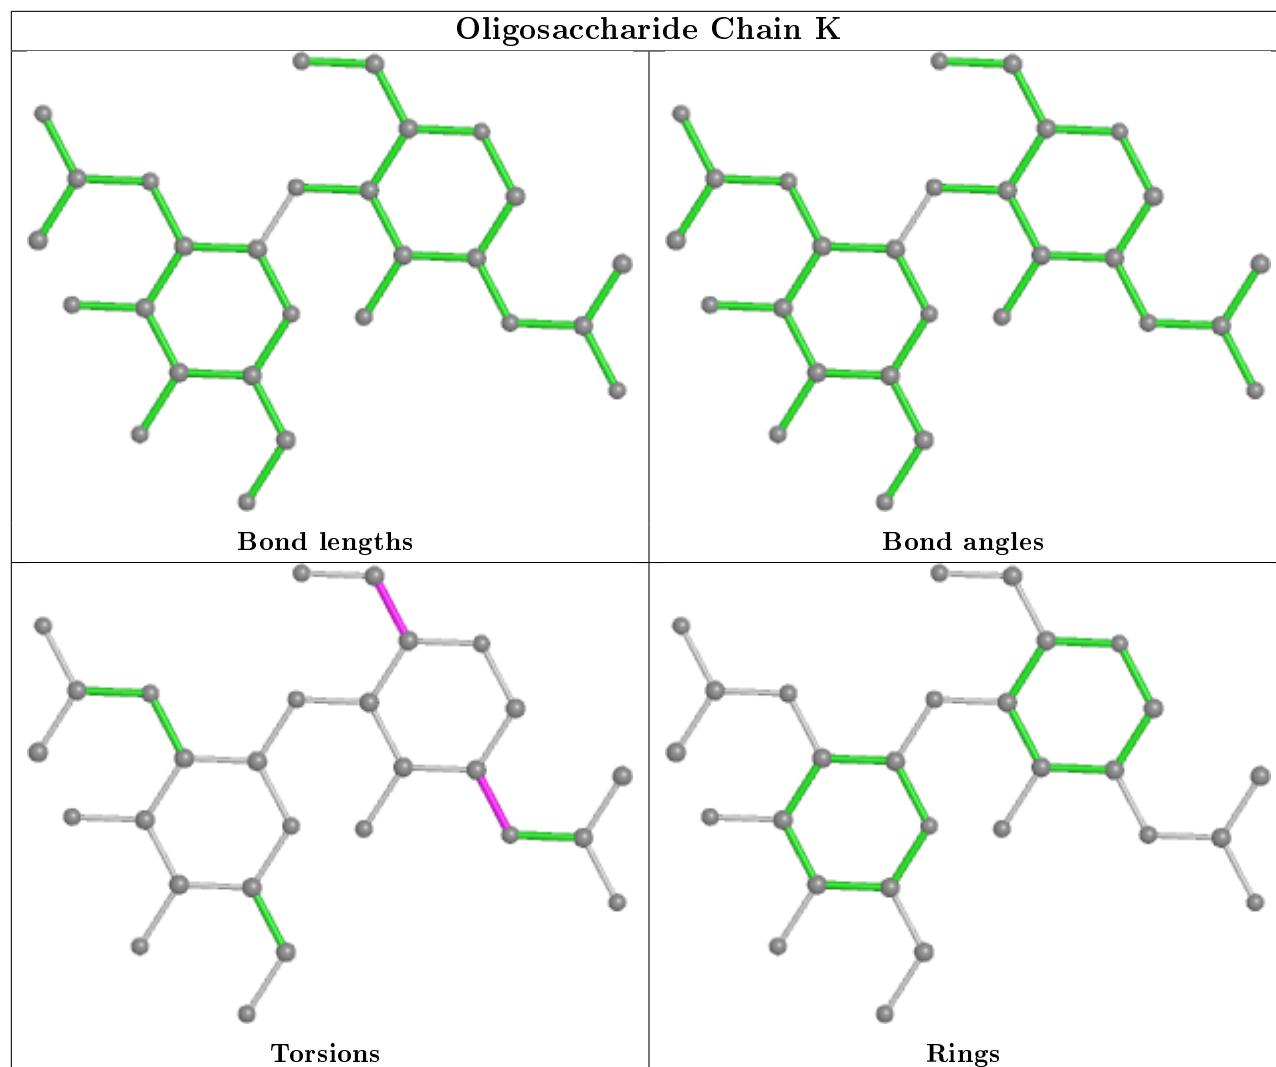 Oligosaccharide Chain K
Bond lengths
Bond angles
Torsions
Rings